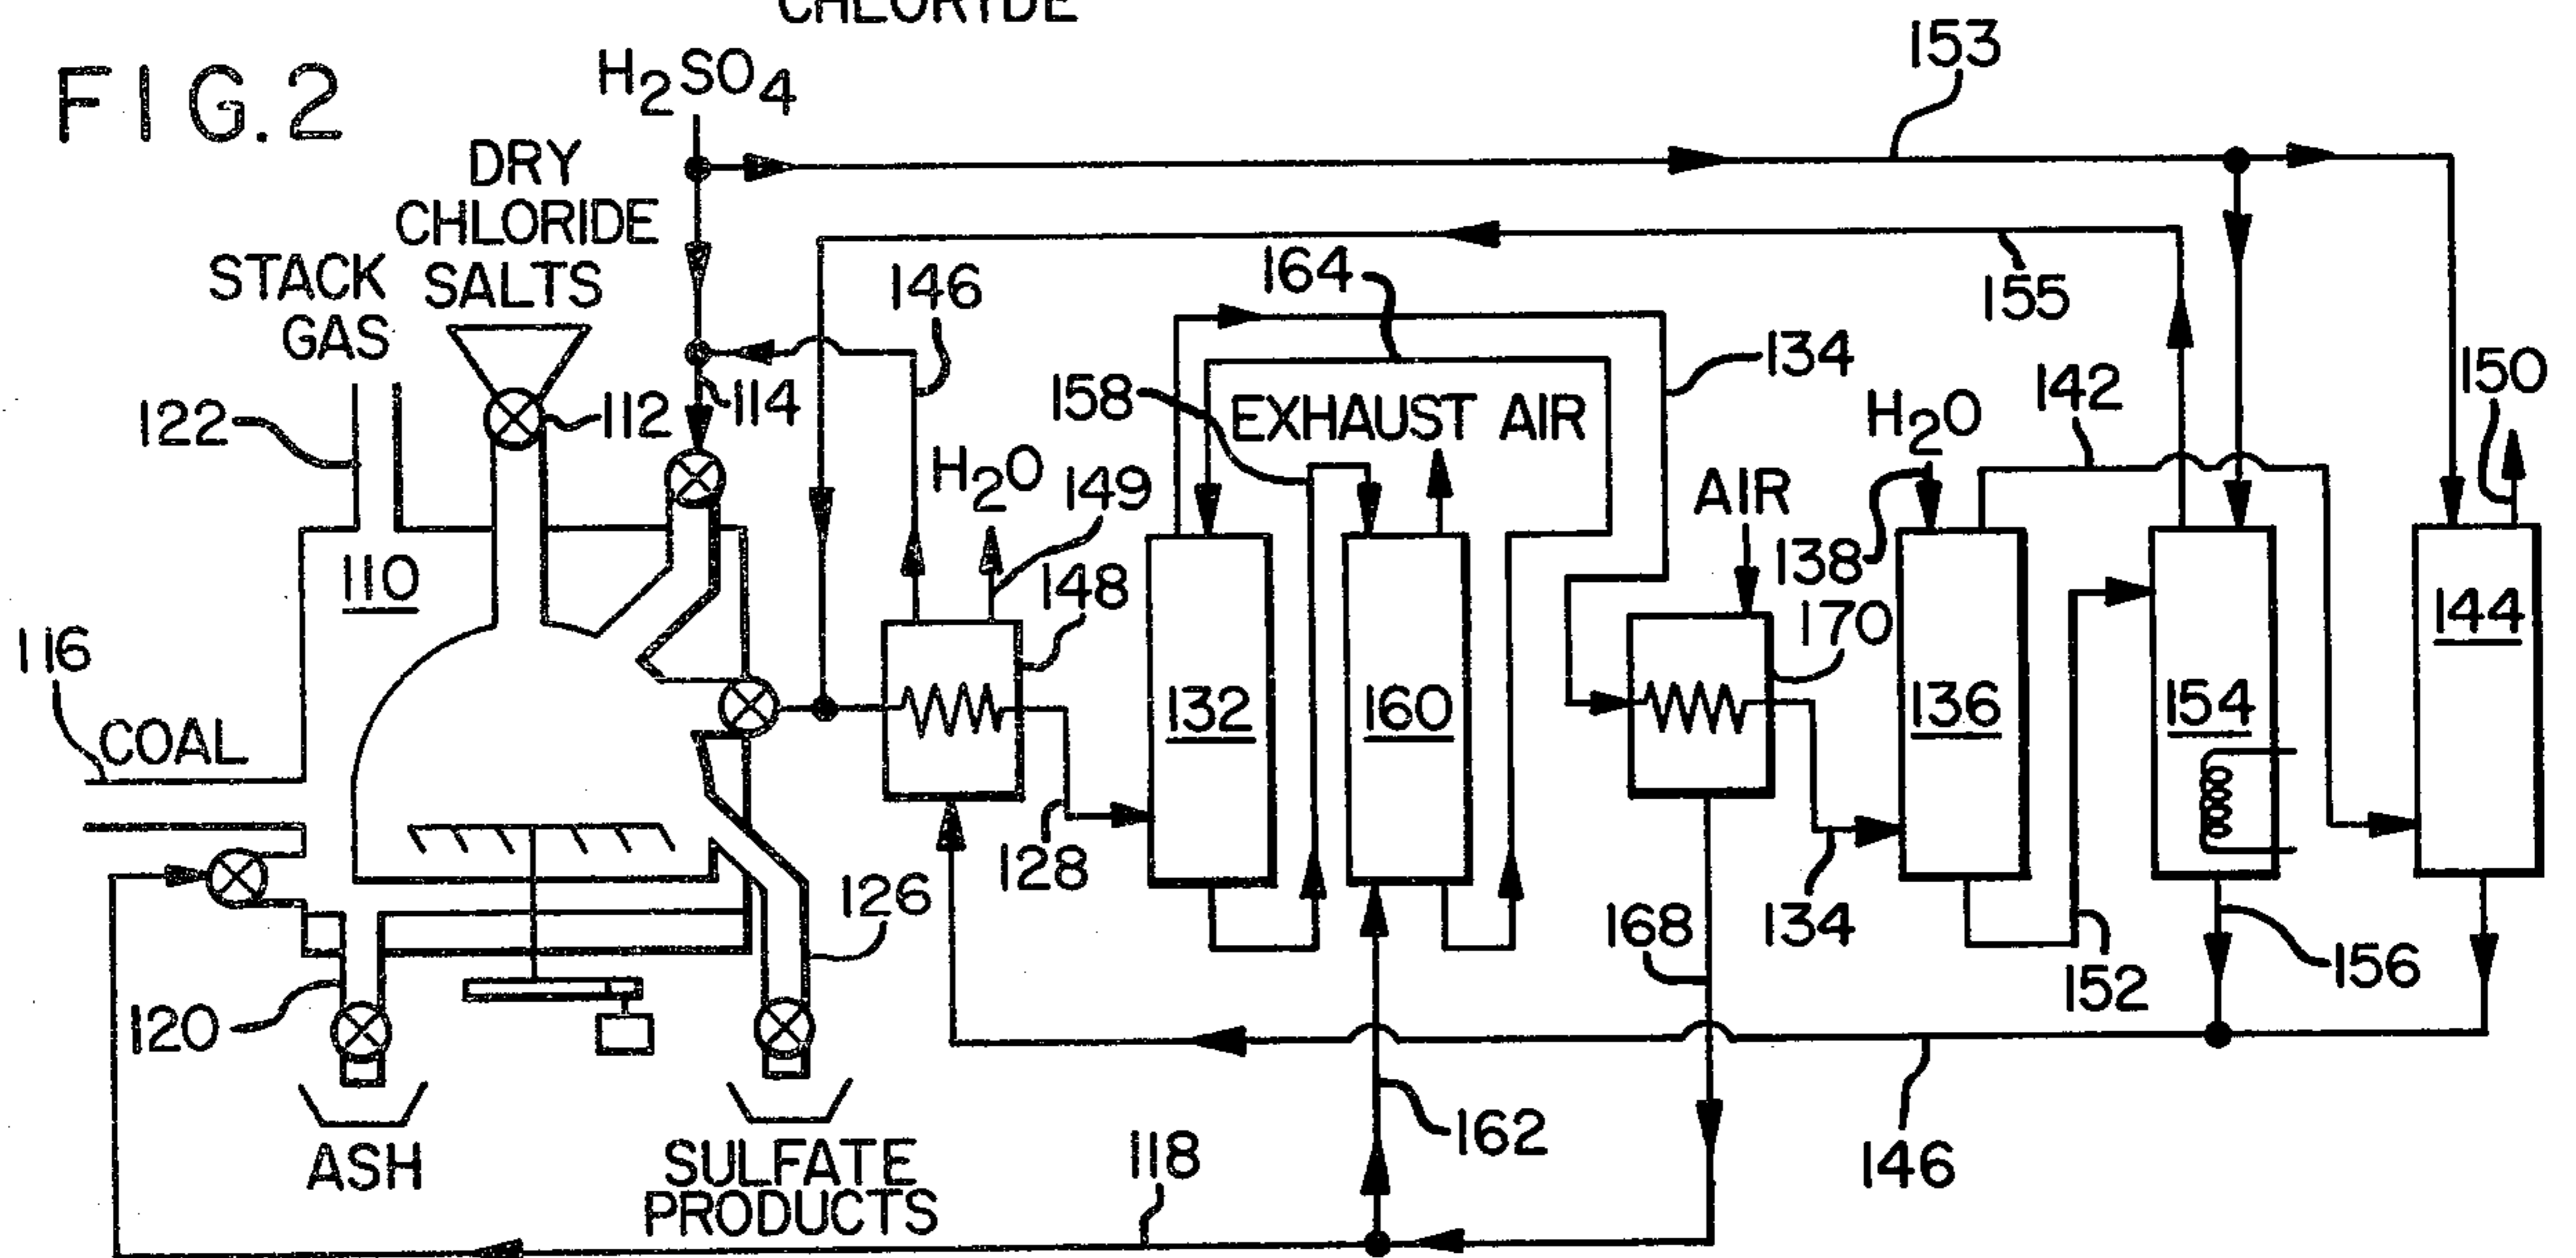 CHLORIDE
FIG. 2
H2SO4
153
DRY
CHLORIDE
SALTS
STACK
GAS
146
164
155
134
158
EXHAUST AIR
H2O
142
150
122
112
114
H2O
149
AIR
138
110
148
170
144
116
COAL
132
160
136
154
128
126
168
134
152
156
120
162
146
ASH
SULFATE
PRODUCTS
118